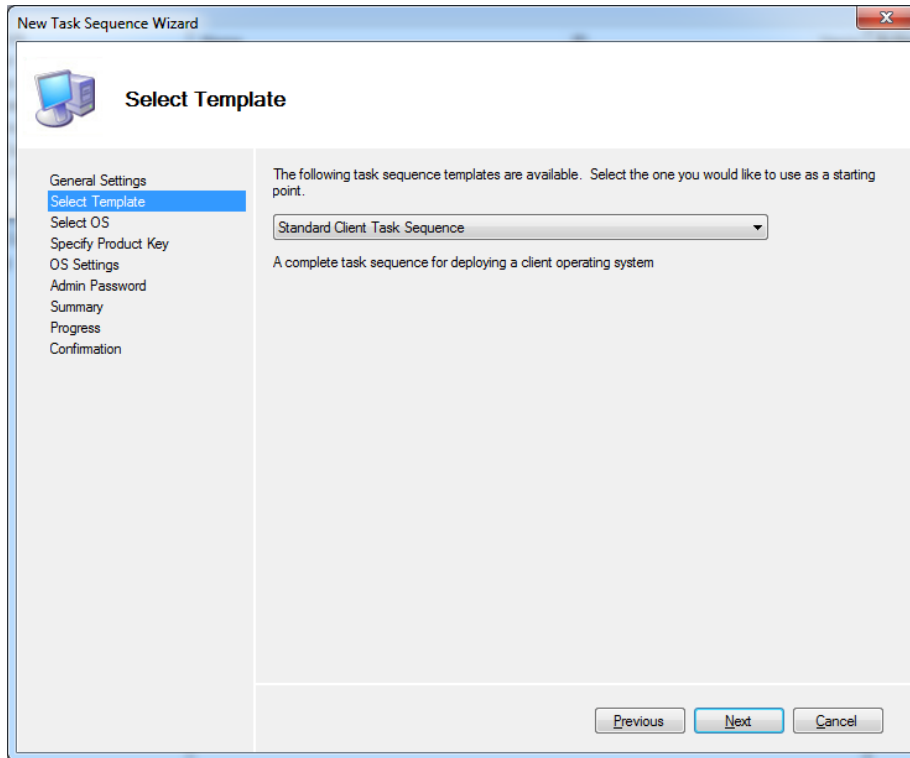 New Task Sequence Wizard
Select Template
General Settings
Select Template
Select OS
Specify Product Key
OS Settings
Admin Password
Summary
Progress
Confirmation
The following task sequence templates are available.  Select the one you would like to use as a starting
point.
Standard Client Task Sequence
A complete task sequence for deploying a client operating system
Previous
Next
Cancel